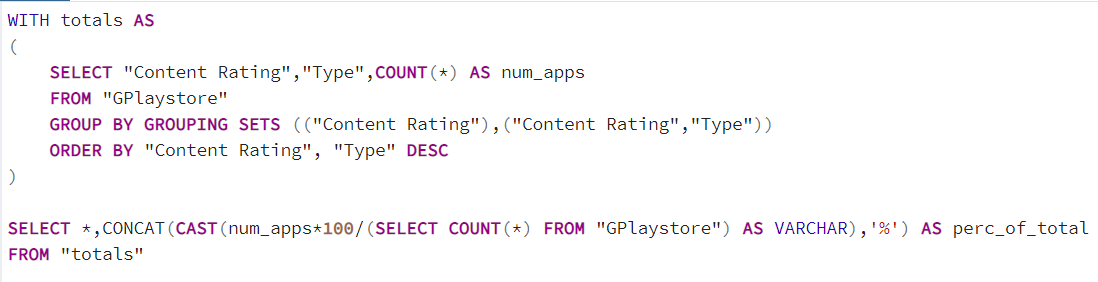 WITH totals AS
(
    SELECT "Content Rating","Type",COUNT(*) AS num_apps
    FROM "GPlaystore"
    GROUP BY GROUPING SETS (("Content Rating"),("Content Rating","Type"))
    ORDER BY "Content Rating", "Type" DESC
)
SELECT *,CONCAT(CAST(num_apps*100/(SELECT COUNT(*) FROM "GPlaystore") AS VARCHAR),'%') AS perc_of_total
FROM "totals"